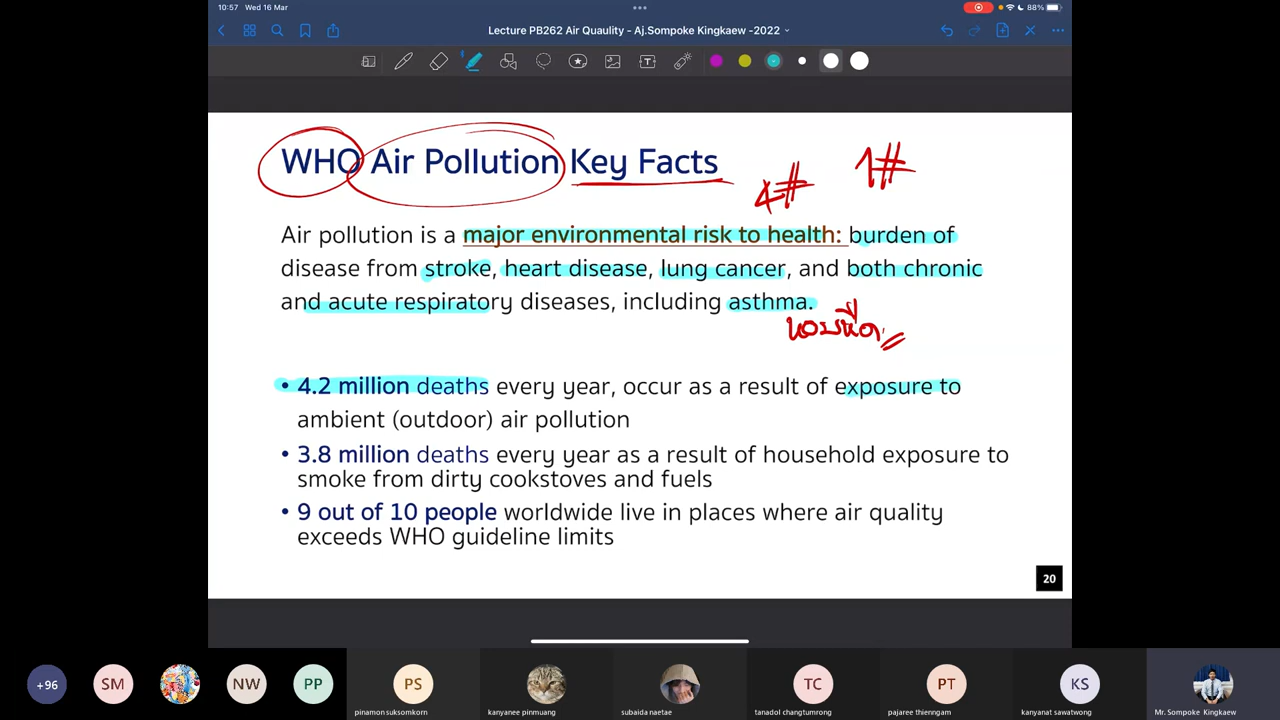 10:57 Wed 16 Mar
88%
Lecture PB262 Air Quaulity - Aj.Sompoke Kingkaew -2022
WHO Air Pollution Key Facts
4# 1#
Air pollution is a major environmental risk to health: burden of
disease from stroke, heart disease, lung cancer, and both chronic
and acute respiratory diseases, including asthma.
• 4.2 million deaths every year, occur as a result of exposure to
ambient (outdoor) air pollution
• 3.8 million deaths every year as a result of household exposure to
smoke from dirty cookstoves and fuels
• 9 out of 10 people worldwide live in places where air quality
exceeds WHO guideline limits
20
+96 SM NW PP PS TC PT KS
pinamon suksomkorn kanyanee pinmuang subaida naetae tanadol changtumrong pajaree thienngam kanyanat sawatwong Mr. Sompoke Kingkaew